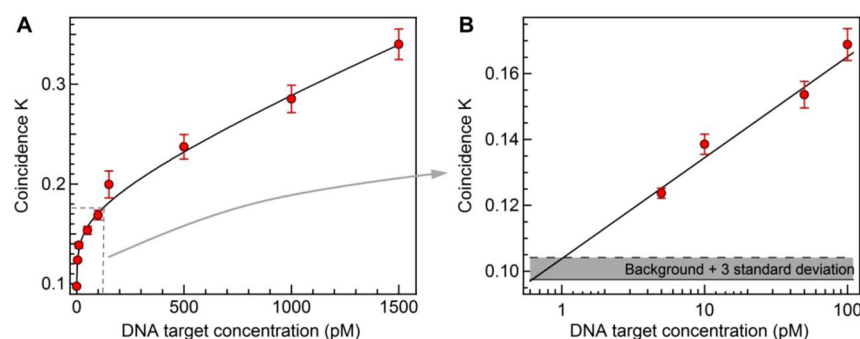 A
Coincidence K
0.3
0.2
0.1
0
500
1000
1500
DNA target concentration (pM)
B
Coincidence K
0.16
0.14
0.12
0.10
Background + 3 standard deviation
1
10
100
DNA target concentration (pM)